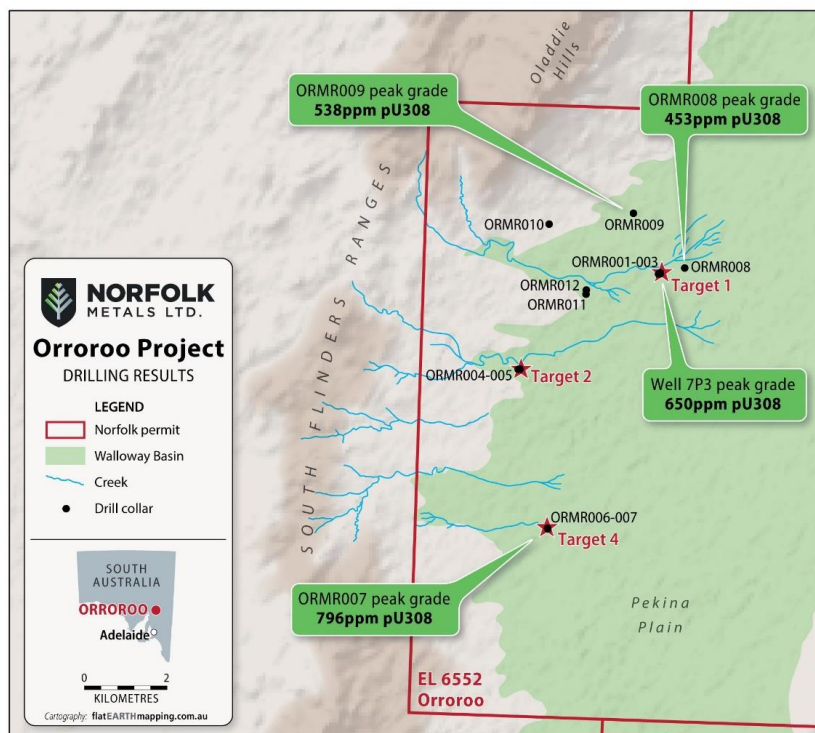 Oladdie
Hills
ORMR009 peak grade
538ppm pU308
ORMR008 peak grade
453ppm pU308
SOUTH FLINDERS RANGES
ORMR010
ORMR009
ORMR001-003
ORMR008
Target 1
ORMR012
ORMR011
ORMR004-005
Target 2
Well 7P3 peak grade
650ppm pU308
ORMR006-007
Target 4
ORMR007 peak grade
796ppm pU308
Pekina
Plain
EL 6552
Orroroo
NORFOLK
METALS LTD.
Orroroo Project
DRILLING RESULTS
LEGEND
Norfolk permit
Walloway Basin
Creek
Drill collar
SOUTH
AUSTRALIA
ORROROO
Adelaide
0 2
KILOMETRES
Cartography: flatEARTHmapping.com.au